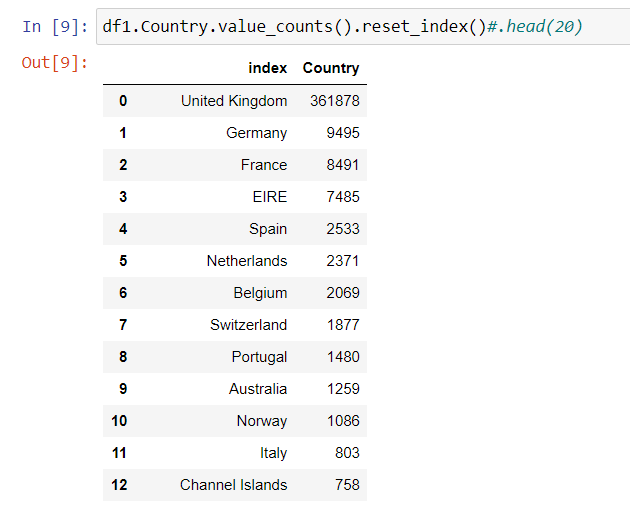 In [9]: df1.Country.value_counts().reset_index()#.head(20)
Out[9]:
index Country
0 United Kingdom 361878
1 Germany 9495
2 France 8491
3 EIRE 7485
4 Spain 2533
5 Netherlands 2371
6 Belgium 2069
7 Switzerland 1877
8 Portugal 1480
9 Australia 1259
10 Norway 1086
11 Italy 803
12 Channel Islands 758